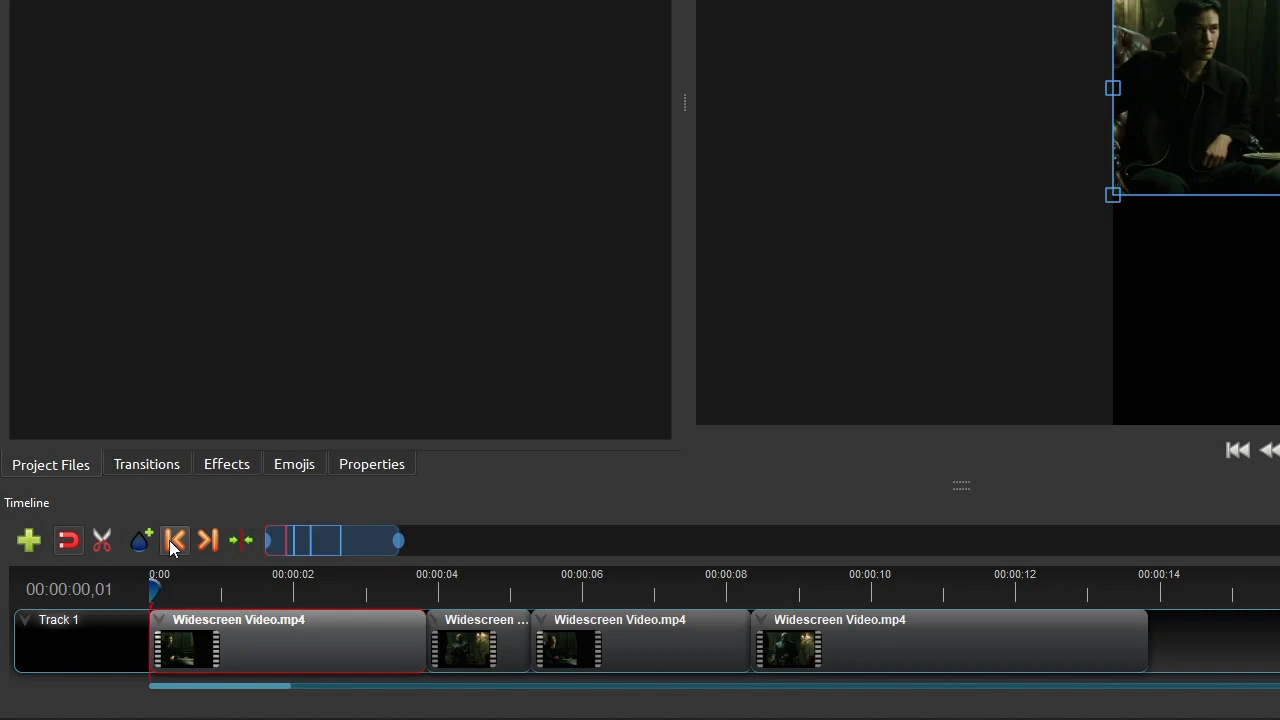 Project Files Transitions Effects Emojis Properties
Timeline
00:00:00,01 0:00 00:00:02 00:00:04 00:00:06 00:00:08 00:00:10 00:00:12 00:00:14
Track 1 Widescreen Video.mp4 Widescreen ... Widescreen Video.mp4 Widescreen Video.mp4